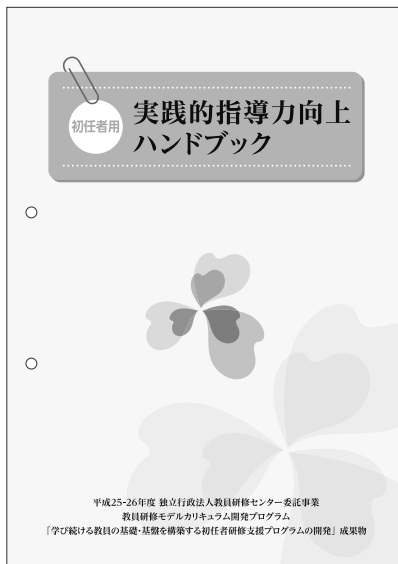 初任者用
実践的指導力向上
ハンドブック
平成25-26年度 独立行政法人教員研修センター委託事業
教員研修モデルカリキュラム開発プログラム
「学び続ける教員の基礎・基盤を構築する初任者研修支援プログラムの開発」成果物